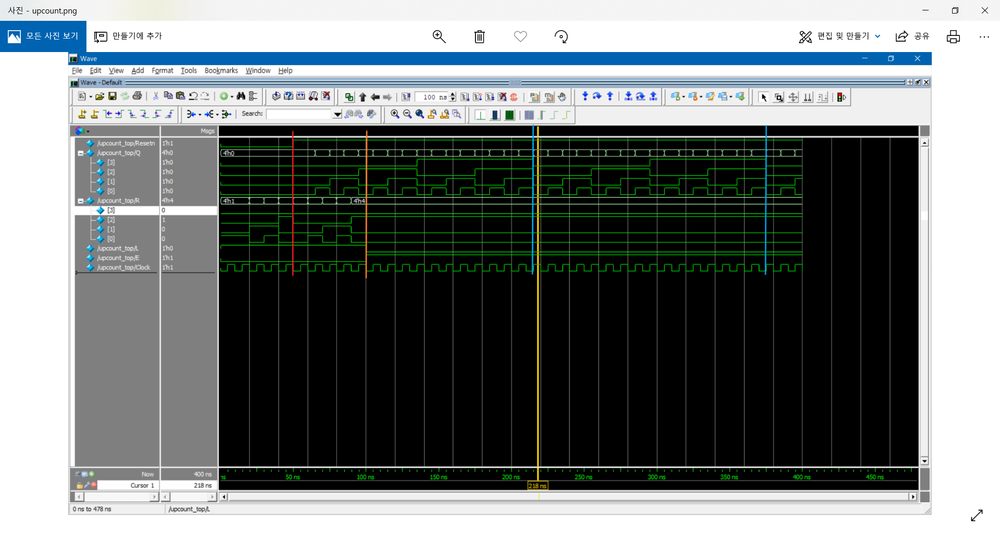 사진 - upcount.png
모든 사진 보기
만들기에 추가
편집 및 만들기
공유
Wave
File Edit View Add Format Tools Bookmarks Window Help
Wave - Default
100 ns
Search:
Msgs
/upcount_top/Resetn 1'h1
/upcount_top/Q 4'h0 4'h0
[3] 1'h0
[2] 1'h0
[1] 1'h0
[0] 1'h0
/upcount_top/R 4'h4 4'h1 4'h4
[3] 0
[2] 1
[1] 0
[0] 0
/upcount_top/L 1'h0
/upcount_top/E 1'h1
/upcount_top/Clock 1'h1
Now 400 ns
ns 50 ns 100 ns 150 ns 200 ns 250 ns 300 ns 350 ns 400 ns 450 ns
Cursor 1 218 ns 218 ns
0 ns to 478 ns /upcount_top/L